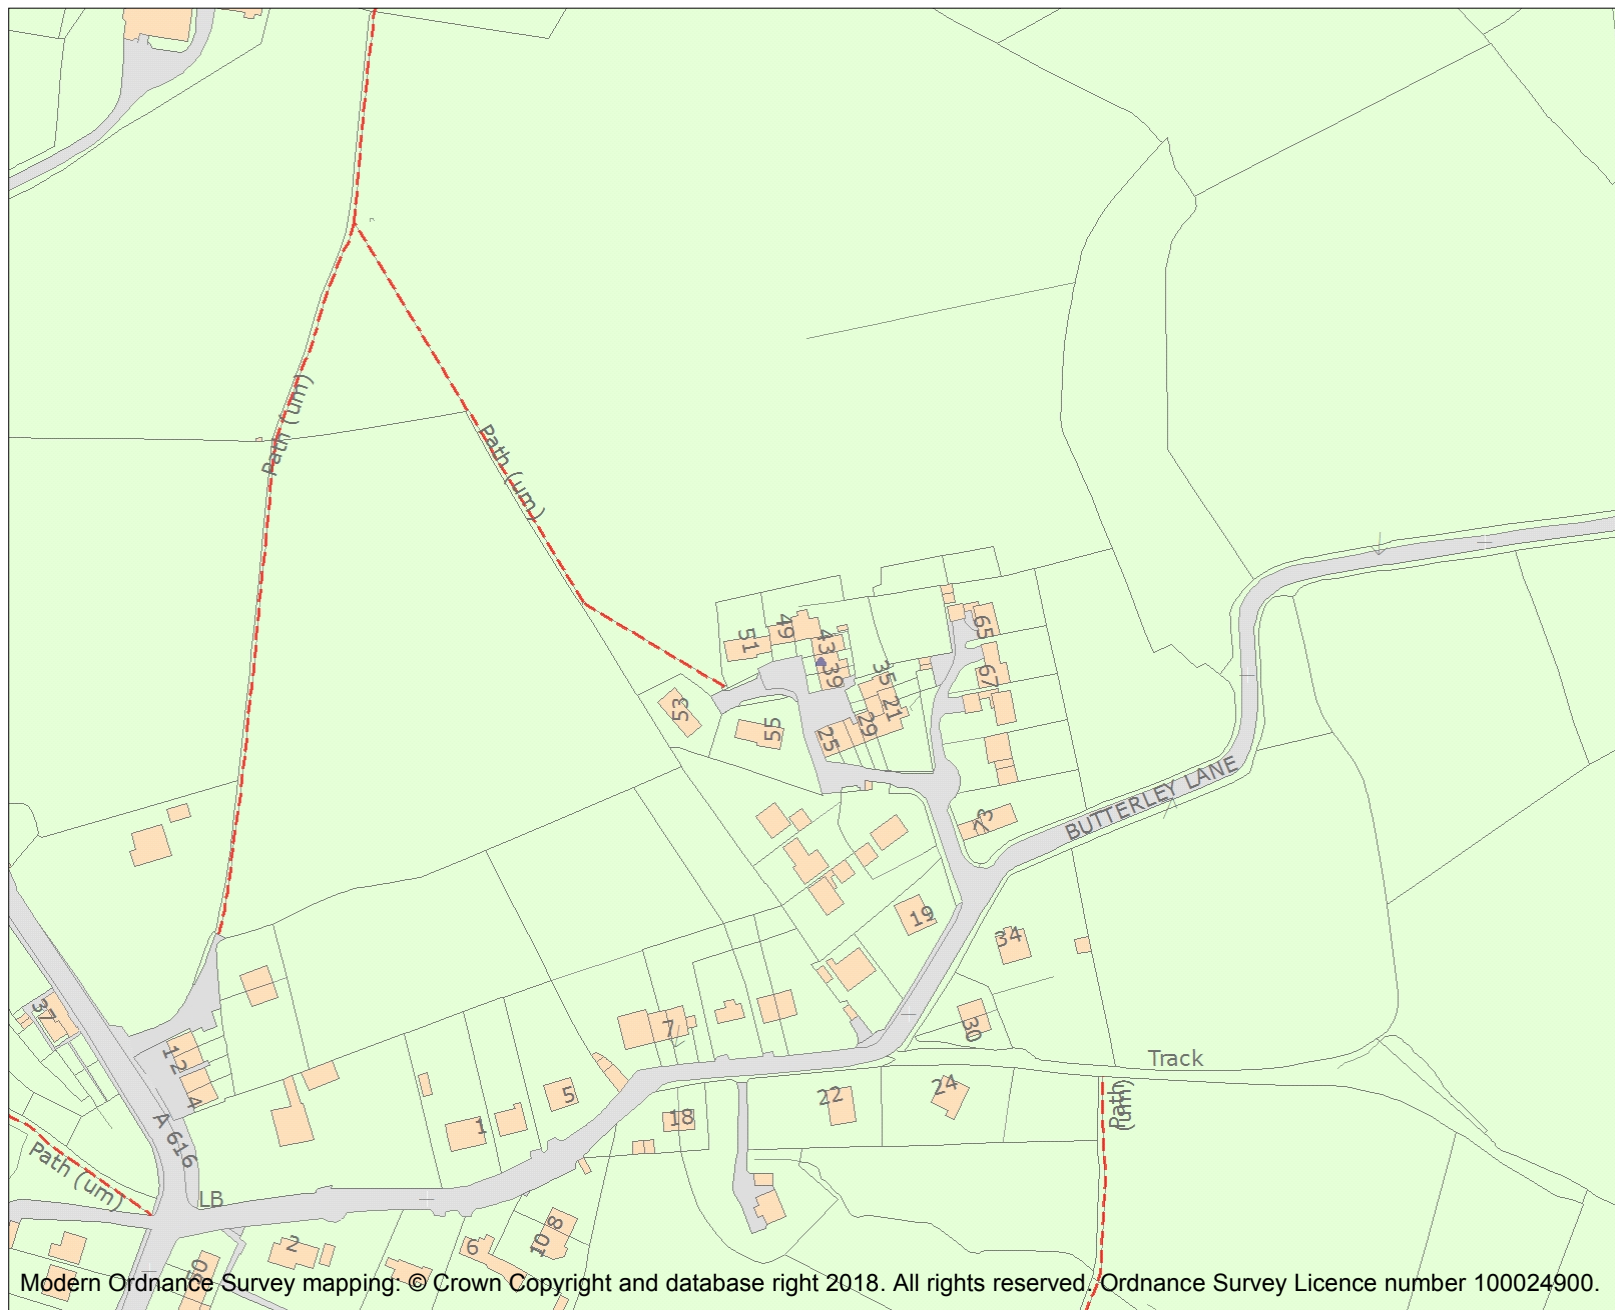 Path (um)
Path (um)
51
49
43
39
35
21
29
25
53
55
65
67
73
BUTTERLEY LANE
19
34
30
37
12
4
7
5
1
18
22
24
Track
Path
(um)
A 616
Path (um)
LB
2
6
10
8
Modern Ordnance Survey mapping: © Crown Copyright and database right 2018. All rights reserved. Ordnance Survey Licence number 100024900.